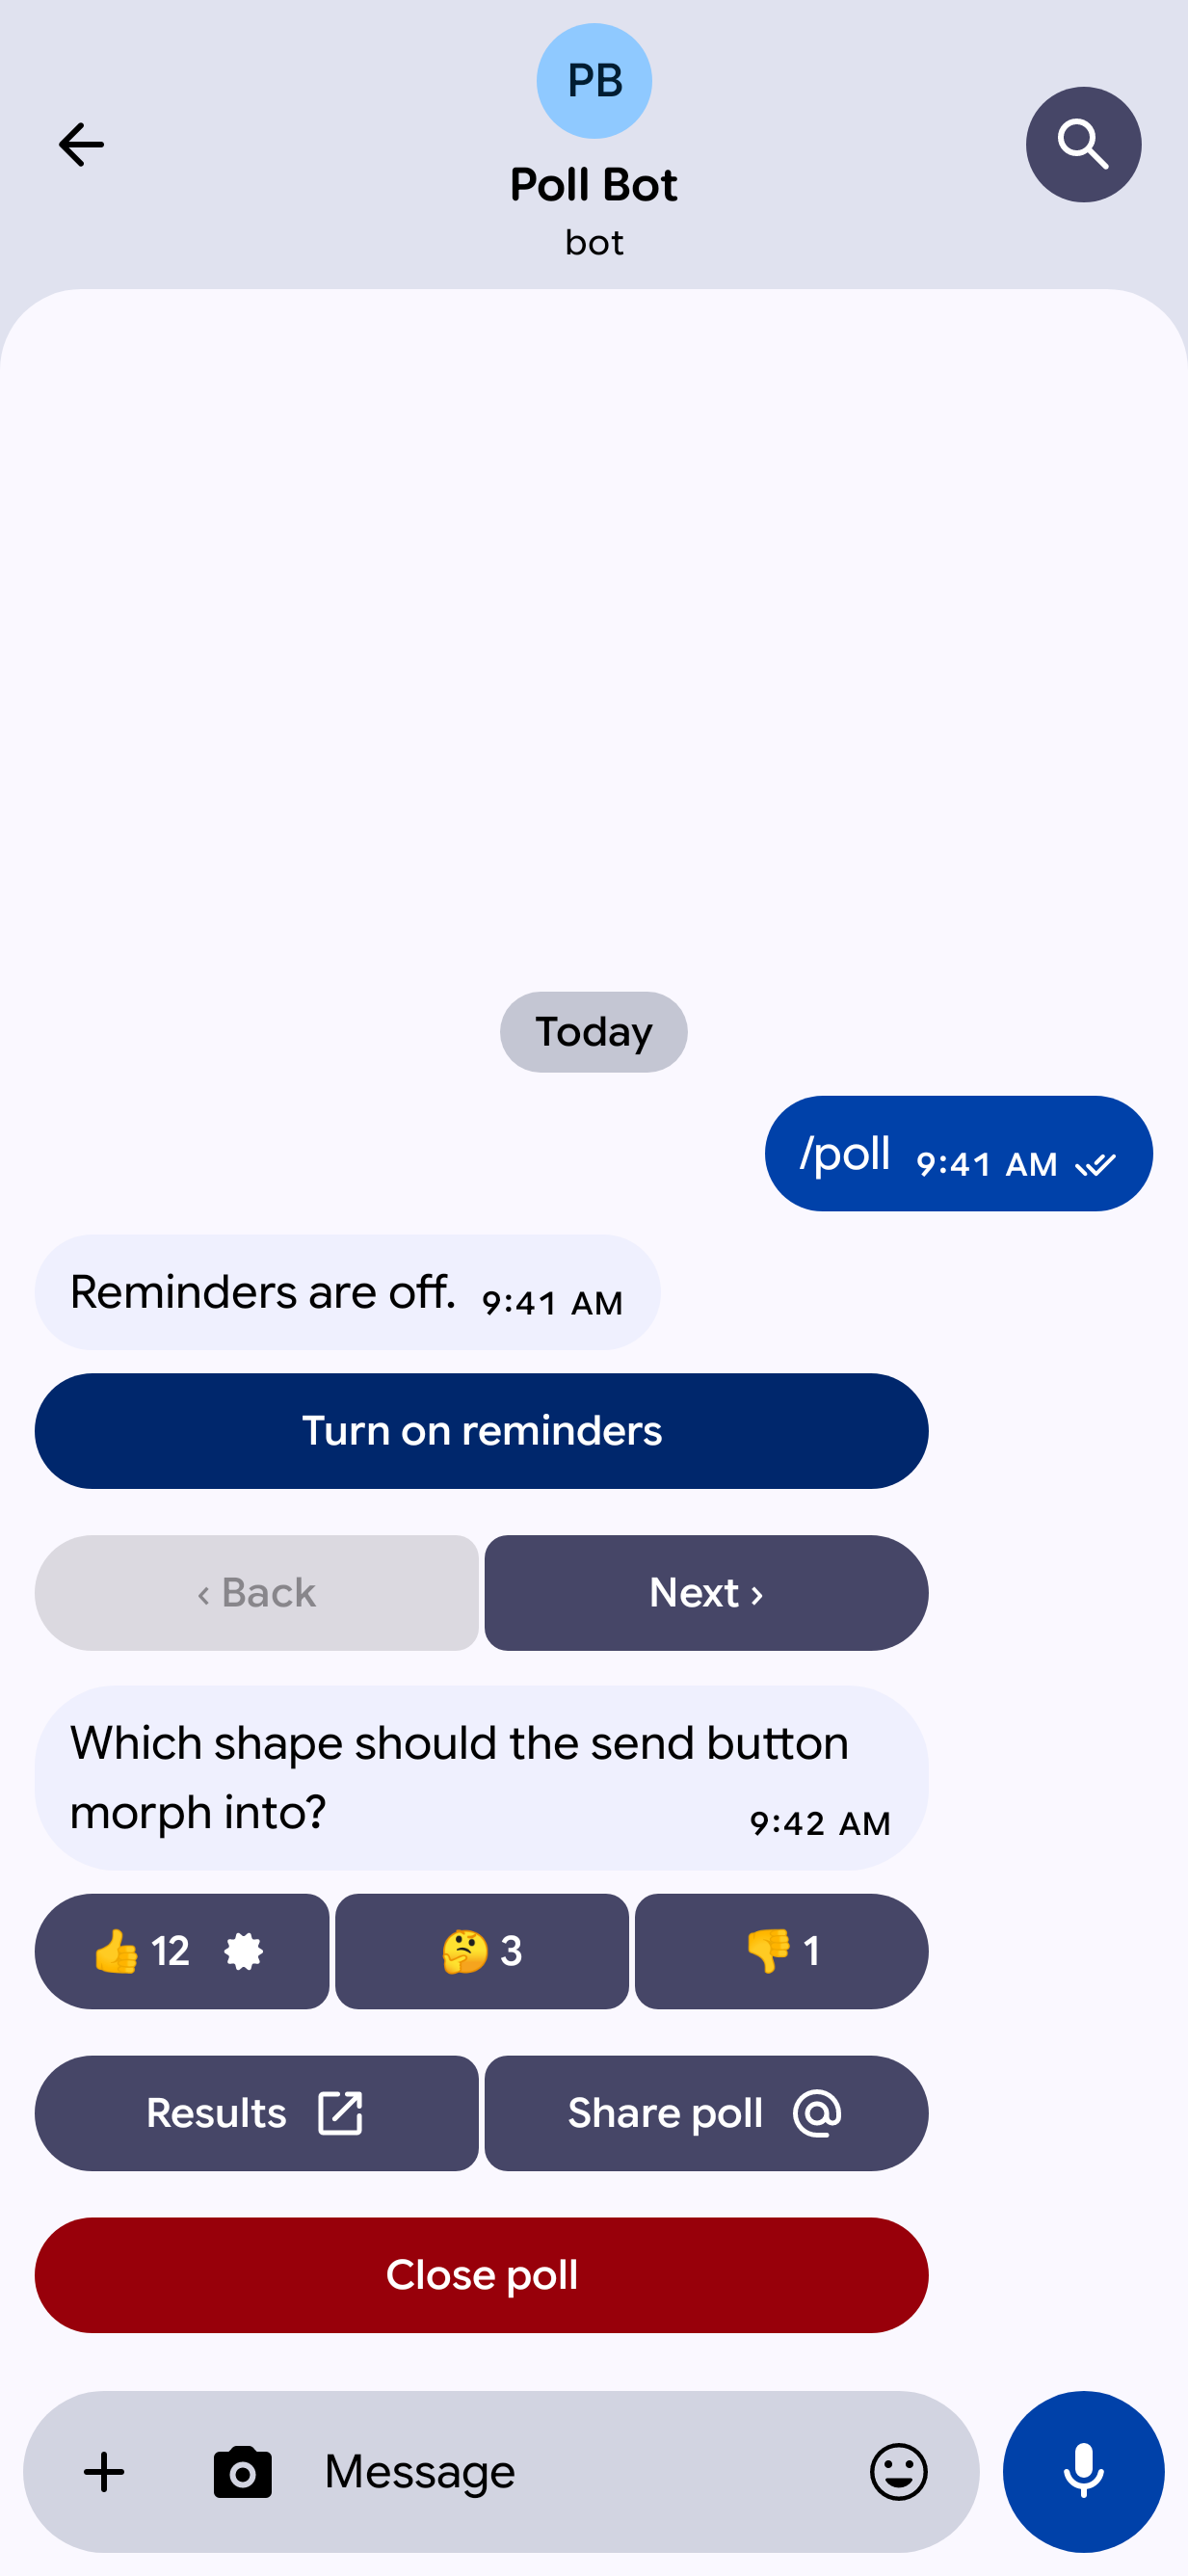 PB
Poll Bot
bot
Today
/poll 9:41 AM
Reminders are off. 9:41 AM
Turn on reminders
‹ Back
Next ›
Which shape should the send button
morph into? 9:42 AM
👍 12
🤔 3
👎 1
Results
Share poll
Close poll
Message